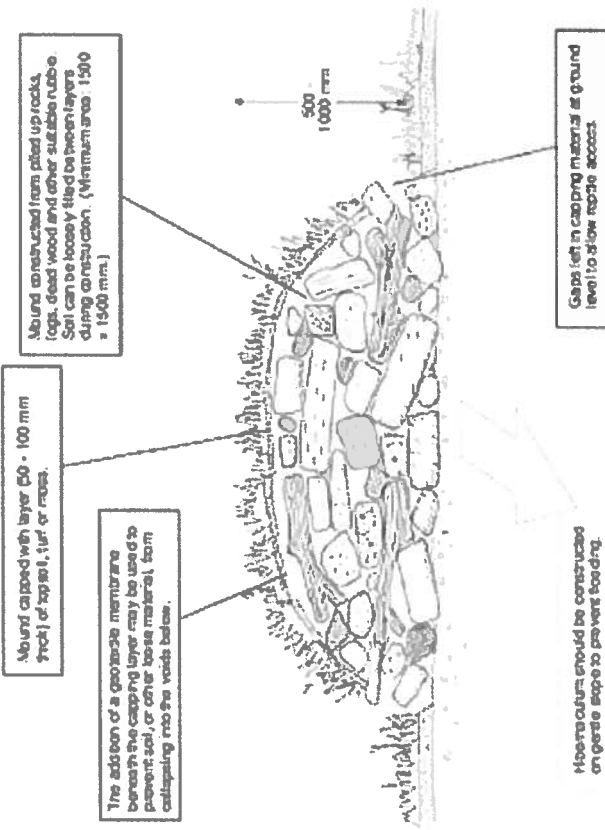 Mound constructed from piled up rocks,
logs, dead wood and other suitable rubble.
Soil can be loosely filled between layers
during construction. (Minimum area: 1500
x 1500 mm.)
Mound capped with layer (50 - 100 mm
thick) of topsoil, turf or moss.
The addition of a geotextile membrane
beneath the capping layer may be used to
prevent soil, or other loose material, from
collapsing into the voids below.
500 -
1000 mm
Gaps left in capping material at ground
level to allow reptile access.
Hibernaculum should be constructed
on gentle slope to prevent flooding.